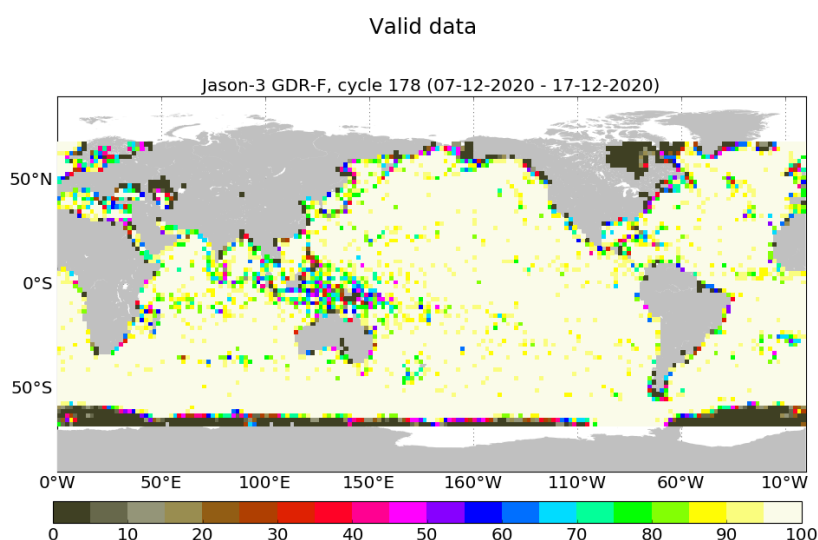 Valid data
Jason-3 GDR-F, cycle 178 (07-12-2020 - 17-12-2020)
50°N
0°S
50°S
0°W 50°E 100°E 150°E 160°W 110°W 60°W 10°W
0 10 20 30 40 50 60 70 80 90 100